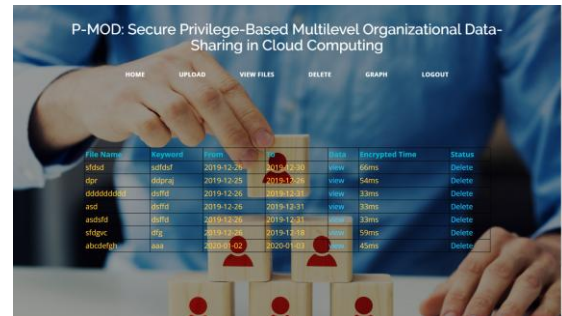 P-MOD: Secure Privilege-Based Multilevel Organizational Data-
Sharing in Cloud Computing
HOME UPLOAD VIEW FILES DELETE GRAPH LOGOUT
File Name Keyword From To Data Encrypted Time Status
sfdsd sdfdsf 2019-12-26 2019-12-30 view 66ms Delete
dpr ddpraj 2019-12-25 2019-12-26 view 54ms Delete
ddddddddd dsffd 2019-12-26 2019-12-31 view 33ms Delete
asd dsffd 2019-12-26 2019-12-31 view 33ms Delete
asdsfd dsffd 2019-12-26 2019-12-31 view 33ms Delete
sfdgvc dfg 2019-12-26 2019-12-18 view 59ms Delete
abcdefgh aaa 2020-01-02 2020-01-03 view 45ms Delete